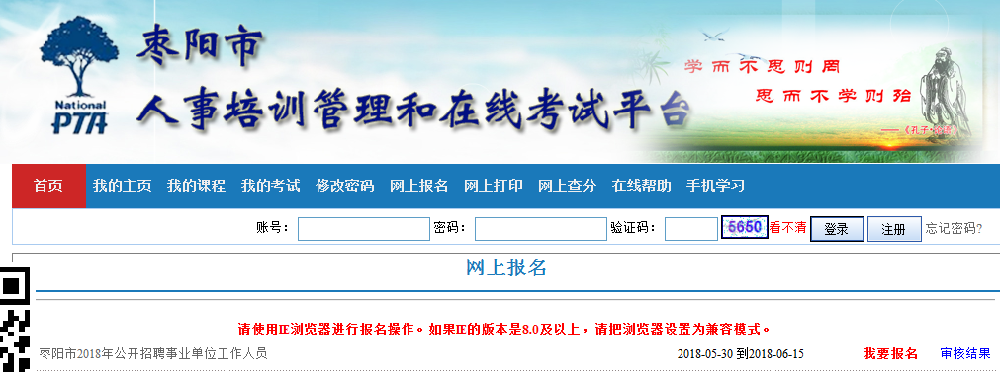 枣阳市
人事培训管理和在线考试平台
National
PTA
学而不思则罔
思而不学则殆
——《孔子·论语》
首页 我的主页 我的课程 我的考试 修改密码 网上报名 网上打印 网上查分 在线帮助 手机学习
账号： 密码： 验证码： 5650 看不清 登录 注册 忘记密码?
网上报名
请使用IE浏览器进行报名操作。如果IE的版本是8.0及以上，请把浏览器设置为兼容模式。
枣阳市2018年公开招聘事业单位工作人员 2018-05-30 到2018-06-15 我要报名 审核结果